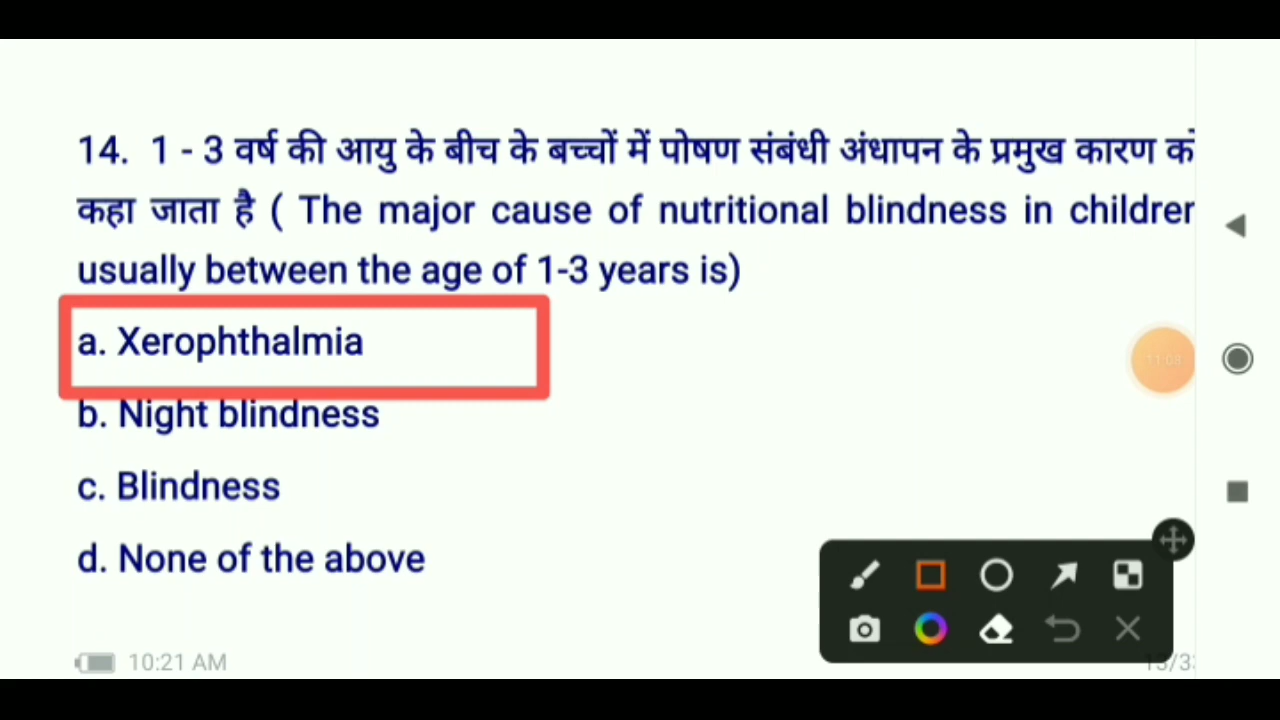 14. 1 - 3 वर्ष की आयु के बीच के बच्चों में पोषण संबंधी अंधापन के प्रमुख कारण को
कहा जाता है ( The major cause of nutritional blindness in children
usually between the age of 1-3 years is)
a. Xerophthalmia
b. Night blindness
c. Blindness
d. None of the above
11:08
10:21 AM